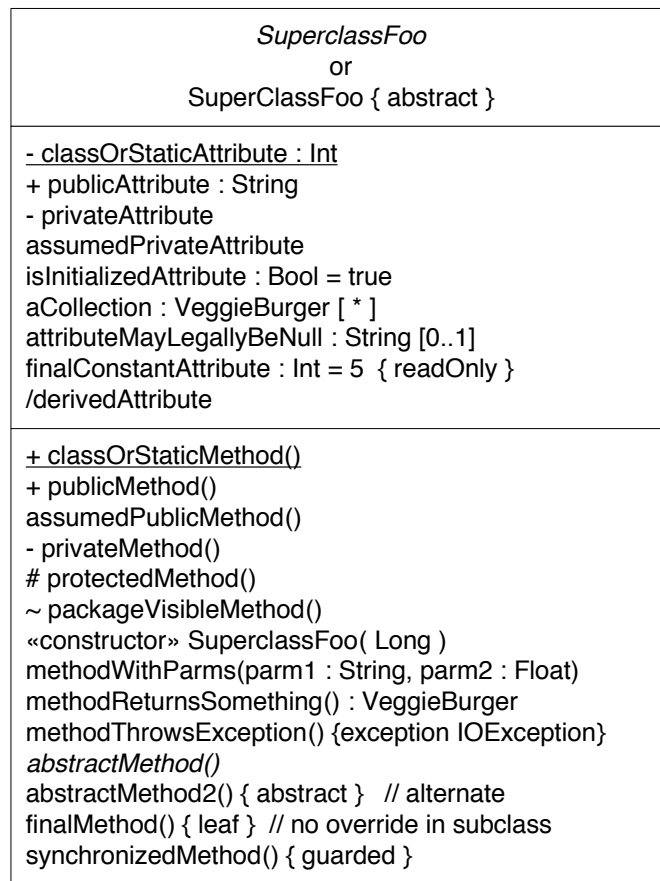 SuperclassFoo
or
SuperClassFoo { abstract }
- classOrStaticAttribute : Int
+ publicAttribute : String
- privateAttribute
assumedPrivateAttribute
isInitializedAttribute : Bool = true
aCollection : VeggieBurger [ * ]
attributeMayLegallyBeNull : String [0..1]
finalConstantAttribute : Int = 5 { readOnly }
/derivedAttribute
+ classOrStaticMethod()
+ publicMethod()
assumedPublicMethod()
- privateMethod()
# protectedMethod()
~ packageVisibleMethod()
«constructor» SuperclassFoo( Long )
methodWithParms(parm1 : String, parm2 : Float)
methodReturnsSomething() : VeggieBurger
methodThrowsException() {exception IOException}
abstractMethod()
abstractMethod2() { abstract } // alternate
finalMethod() { leaf } // no override in subclass
synchronizedMethod() { guarded }